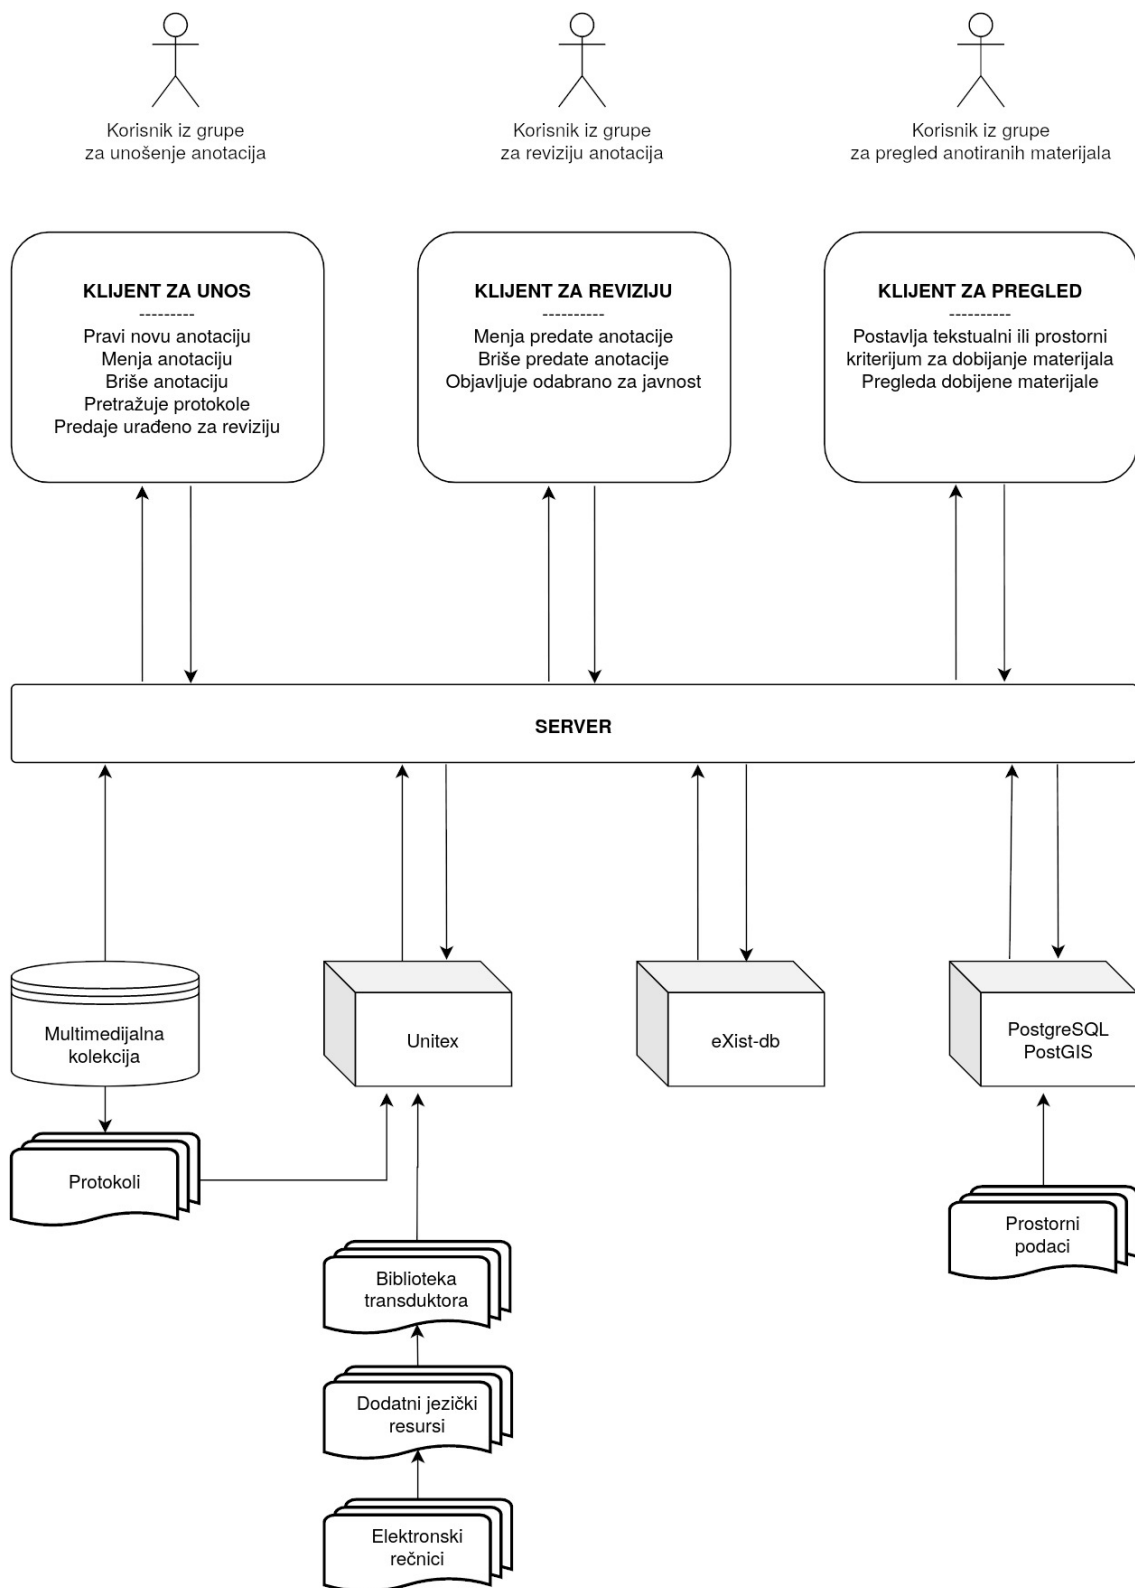 Korisnik iz grupe
za unošenje anotacija
Korisnik iz grupe
za reviziju anotacija
Korisnik iz grupe
za pregled anotiranih materijala
KLIJENT ZA UNOS
---------
Pravi novu anotaciju
Menja anotaciju
Briše anotaciju
Pretražuje protokole
Predaje urađeno za reviziju
KLIJENT ZA REVIZIJU
----------
Menja predate anotacije
Briše predate anotacije
Objavljuje odabrano za javnost
KLIJENT ZA PREGLED
----------
Postavlja tekstualni ili prostorni
kriterijum za dobijanje materijala
Pregleda dobijene materijale
SERVER
Multimedijalna
kolekcija
Unitex
eXist-db
PostgreSQL
PostGIS
Protokoli
Prostorni
podaci
Biblioteka
transduktora
Dodatni jezički
resursi
Elektronski
rečnici